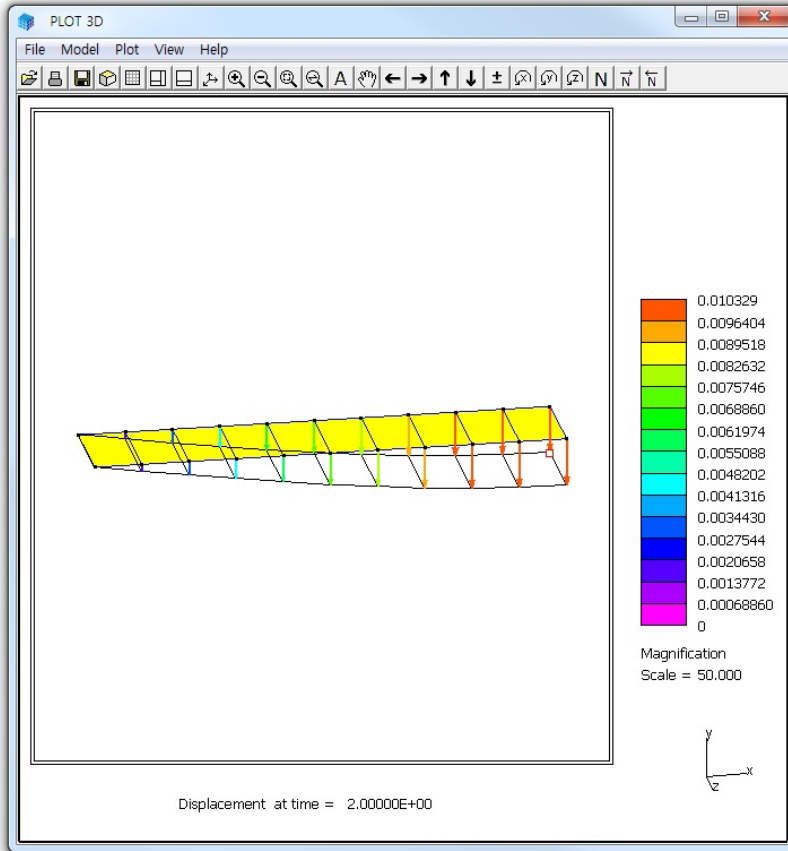 PLOT 3D
File Model Plot View Help
A N N N
0.010329
0.0096404
0.0089518
0.0082632
0.0075746
0.0068860
0.0061974
0.0055088
0.0048202
0.0041316
0.0034430
0.0027544
0.0020658
0.0013772
0.00068860
0
Magnification
Scale = 50.000
y
x
z
Displacement at time = 2.00000E+00